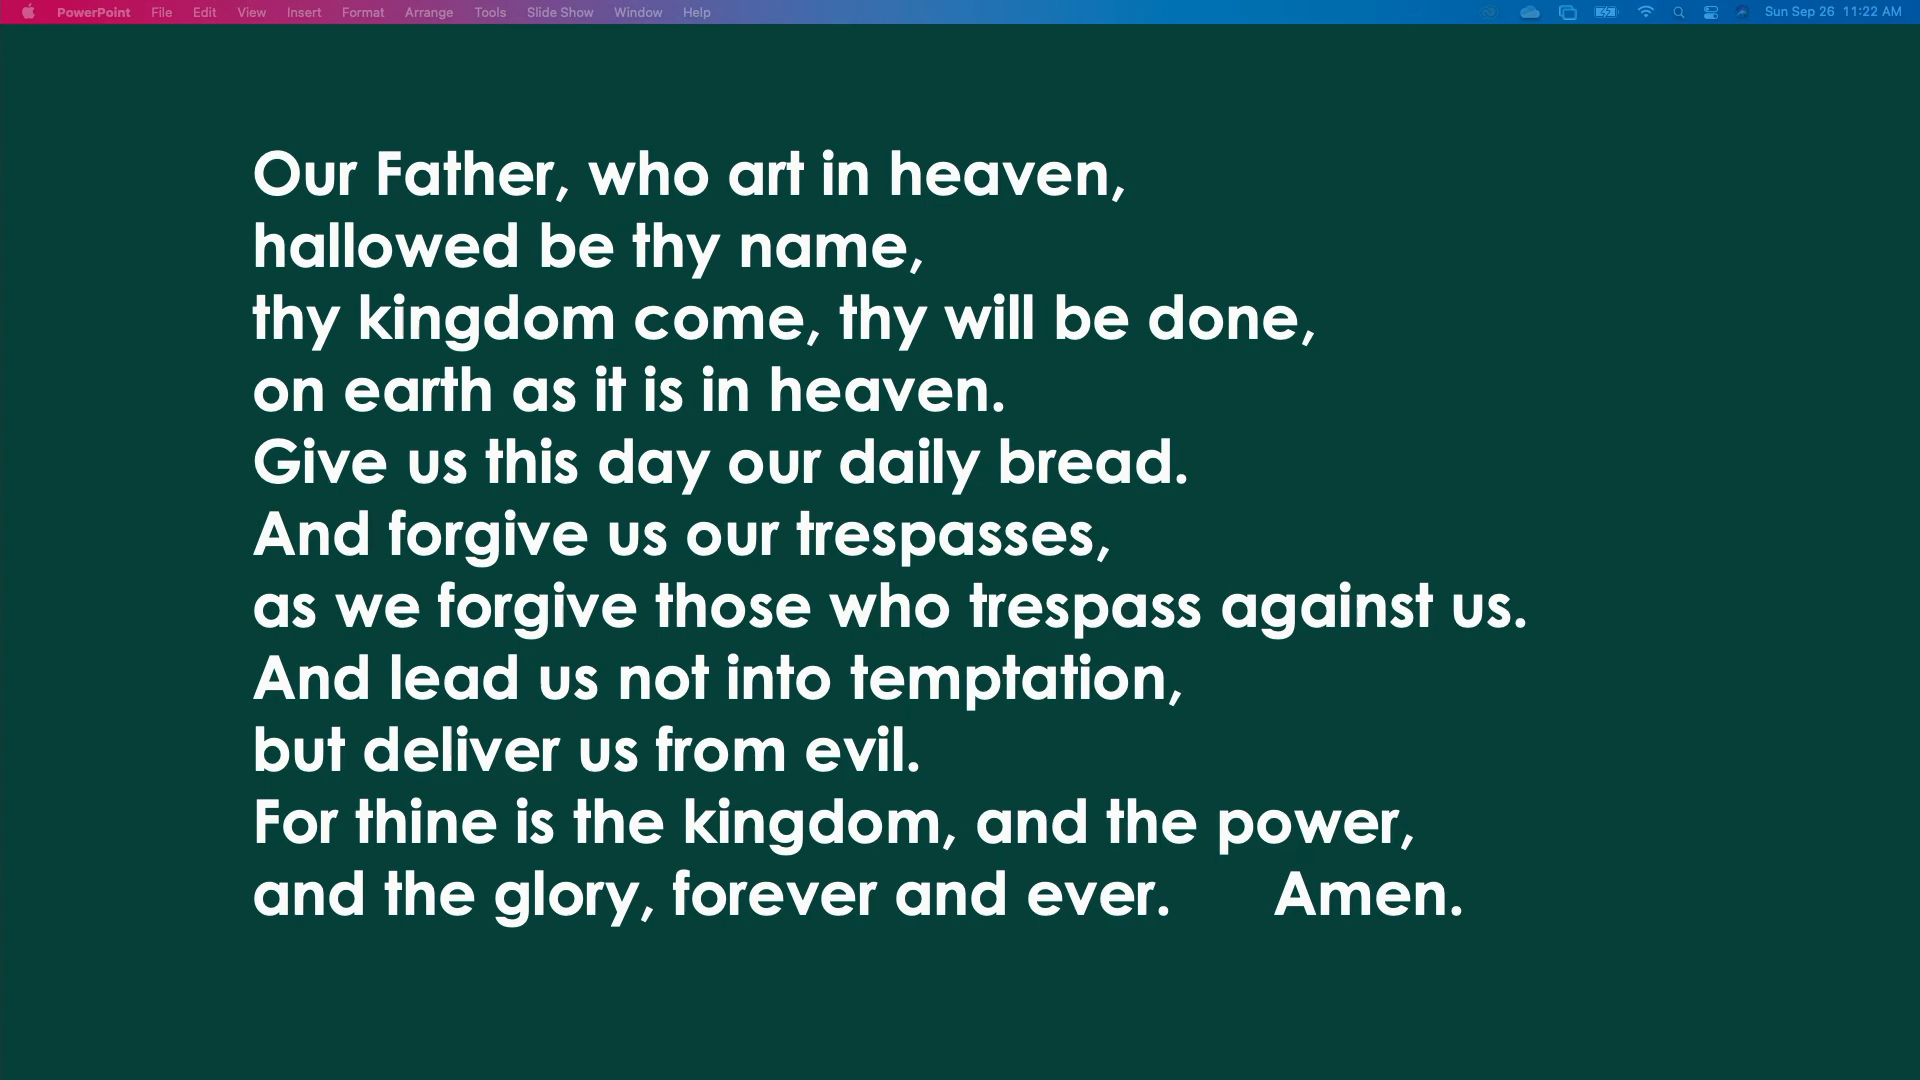 PowerPoint File Edit View Insert Format Arrange Tools Slide Show Window Help Sun Sep 26 11:22 AM
Our Father, who art in heaven,
hallowed be thy name,
thy kingdom come, thy will be done,
on earth as it is in heaven.
Give us this day our daily bread.
And forgive us our trespasses,
as we forgive those who trespass against us.
And lead us not into temptation,
but deliver us from evil.
For thine is the kingdom, and the power,
and the glory, forever and ever. Amen.